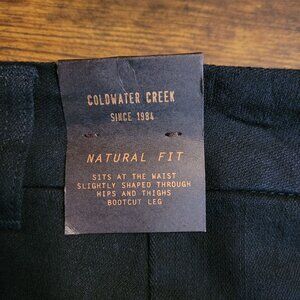 COLDWATER CREEK
SINCE 1984
NATURAL FIT
SITS AT THE WAIST
SLIGHTLY SHAPED THROUGH
HIPS AND THIGHS
BOOTCUT LEG